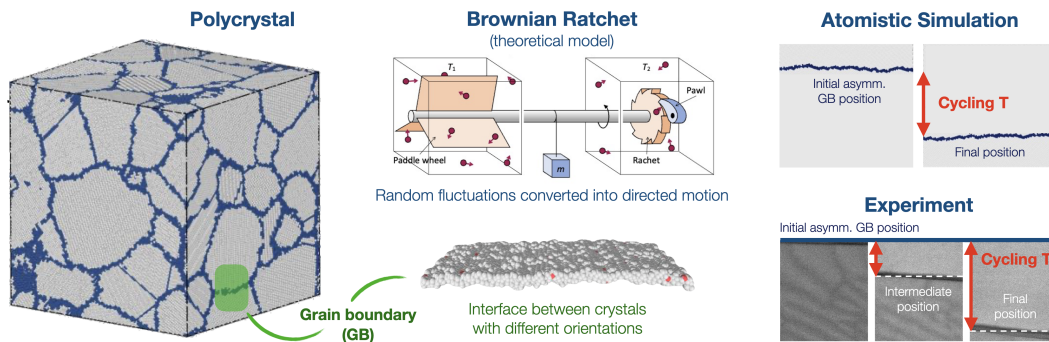 Polycrystal
Grain boundary
(GB)
Brownian Ratchet
(theoretical model)
T1
T2
Pawl
Paddle wheel
m
Rachet
Random fluctuations converted into directed motion
Interface between crystals
with different orientations
Atomistic Simulation
Initial asymm.
GB position
Cycling T
Final position
Experiment
Initial asymm. GB position
Cycling T
Intermediate
position
Final
position